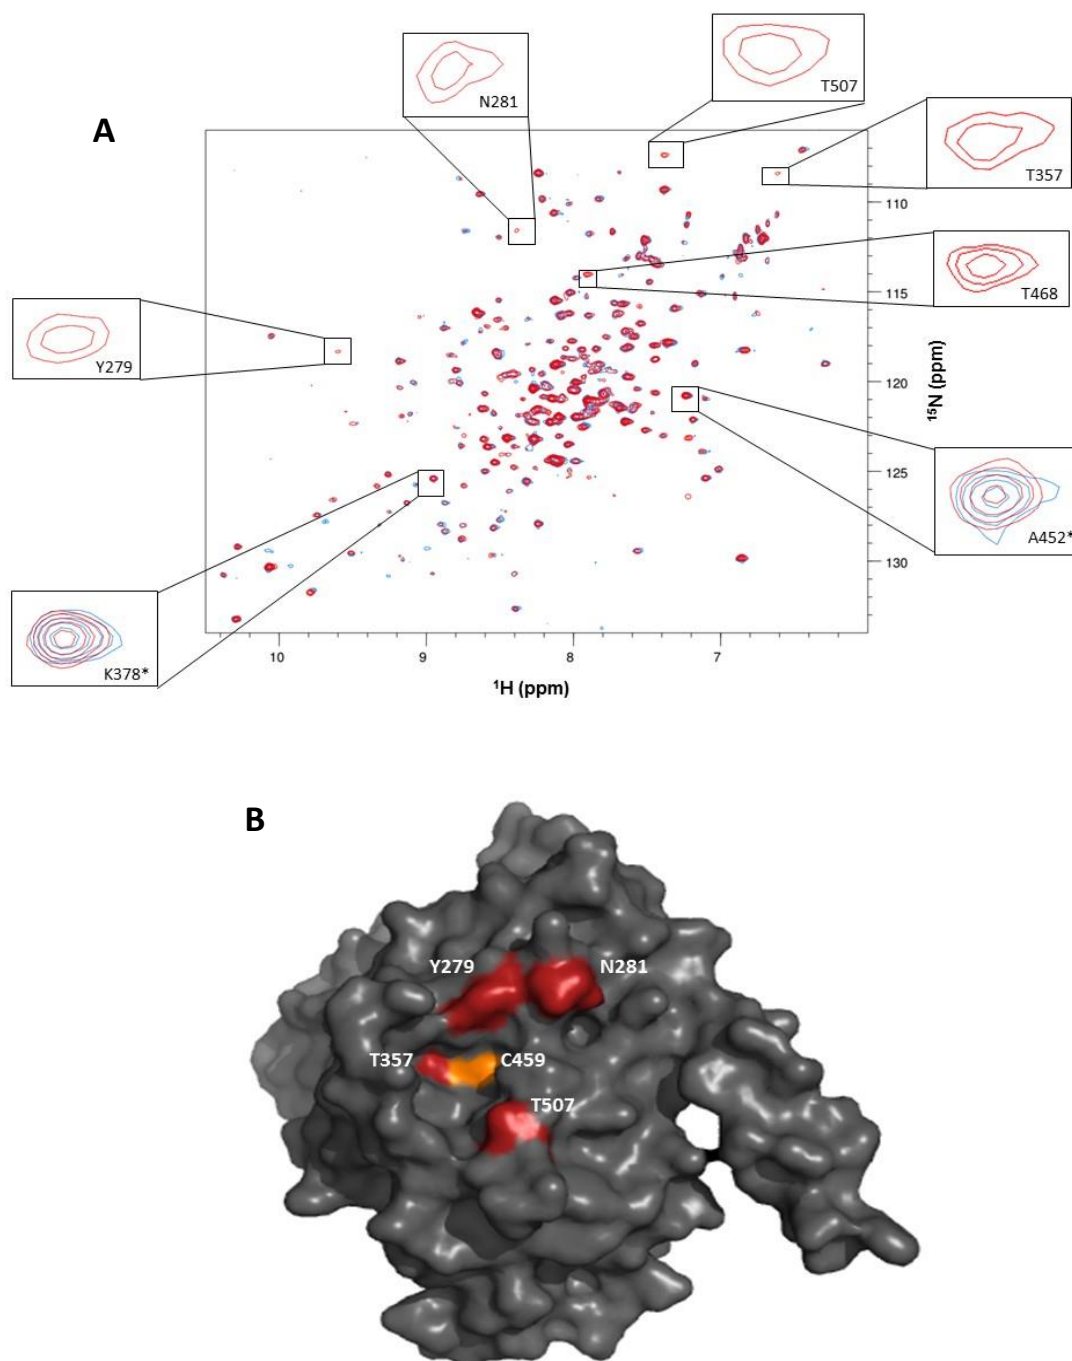 A
N281
T507
T357
T468
Y279
A452*
K378*
110
115
120
125
130
¹⁵N (ppm)
10 9 8 7
¹H (ppm)
B
Y279 N281
T357 C459
T507